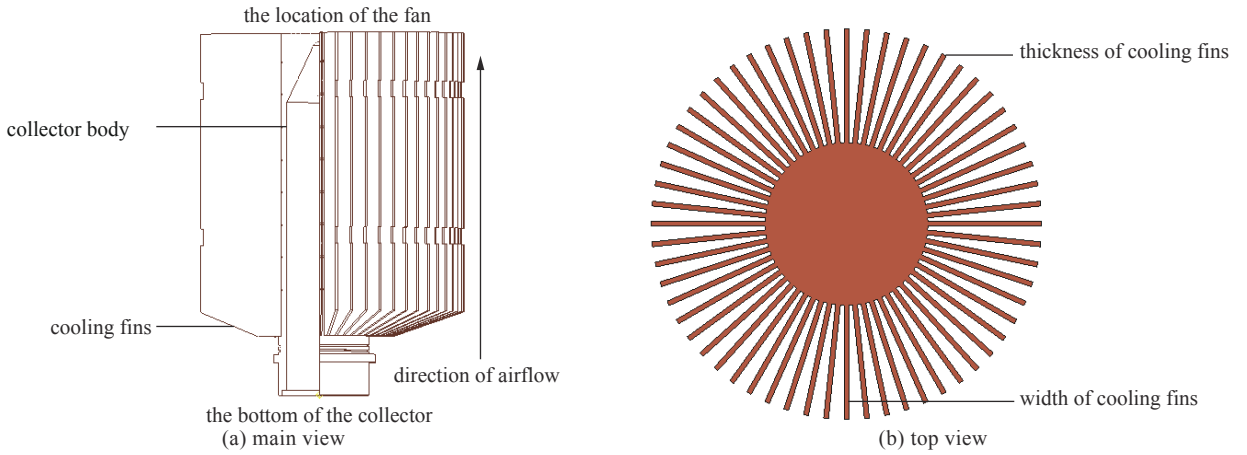 the location of the fan
collector body
cooling fins
direction of airflow
the bottom of the collector
(a) main view
thickness of cooling fins
width of cooling fins
(b) top view